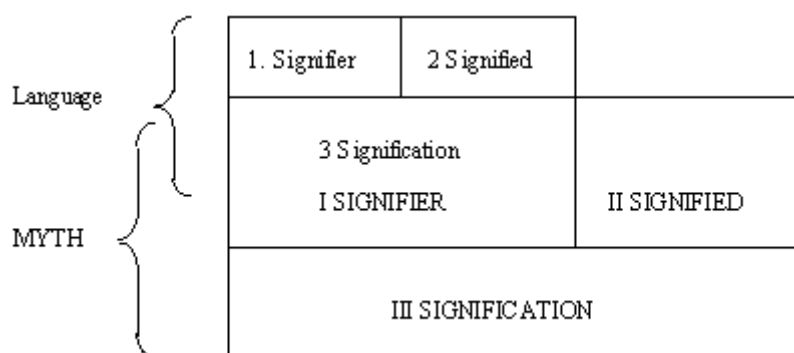 1. Signifier 2 Signified
Language
3 Signification
I SIGNIFIER II SIGNIFIED
MYTH
III SIGNIFICATION